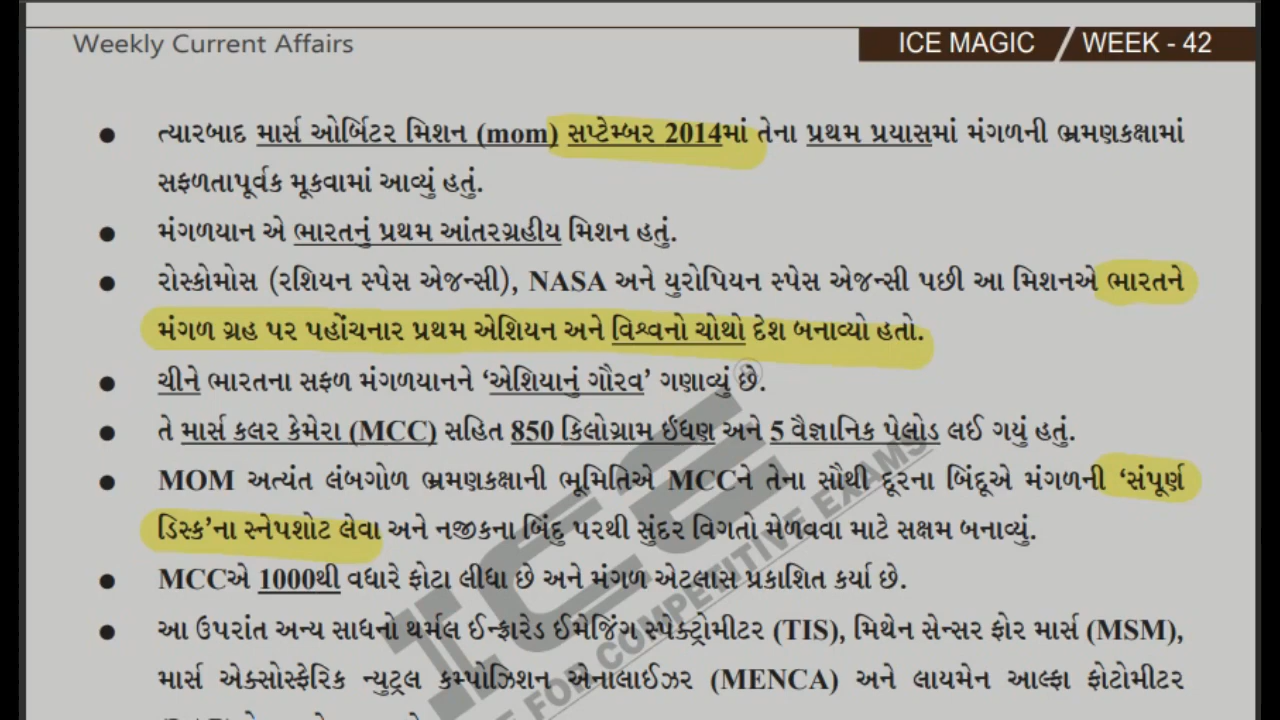 Weekly Current Affairs
ICE MAGIC / WEEK - 42
● ત્યારબાદ માર્સ ઓર્બિટર મિશન (mom) સપ્ટેમ્બર 2014માં તેના પ્રથમ પ્રયાસમાં મંગળની ભ્રમણકક્ષામાં
સફળતાપૂર્વક મૂકવામાં આવ્યું હતું.
● મંગળયાન એ ભારતનું પ્રથમ આંતરગ્રહીય મિશન હતું.
● રોસ્કોમોસ (રશિયન સ્પેસ એજન્સી), NASA અને યુરોપિયન સ્પેસ એજન્સી પછી આ મિશનએ ભારતને
મંગળ ગ્રહ પર પહોંચનાર પ્રથમ એશિયન અને વિશ્વનો ચોથો દેશ બનાવ્યો હતો.
● ચીને ભારતના સફળ મંગળયાનને ‘એશિયાનું ગૌરવ’ ગણાવ્યું છે.
● તે માર્સ કલર કેમેરા (MCC) સહિત 850 કિલોગ્રામ ઈંધણ અને 5 વૈજ્ઞાનિક પેલોડ લઈ ગયું હતું.
● MOM અત્યંત લંબગોળ ભ્રમણકક્ષાની ભૂમિતિએ MCCને તેના સૌથી દૂરના બિંદૂએ મંગળની ‘સંપૂર્ણ
ડિસ્ક’ના સ્નેપશોટ લેવા અને નજીકના બિંદુ પરથી સુંદર વિગતો મેળવવા માટે સક્ષમ બનાવ્યું.
● MCCએ 1000થી વધારે ફોટા લીધા છે અને મંગળ એટલાસ પ્રકાશિત કર્યા છે.
● આ ઉપરાંત અન્ય સાધનો થર્મલ ઈન્ફ્રારેડ ઈમેજિંગ સ્પેક્ટ્રોમીટર (TIS), મિથેન સેન્સર ફોર માર્સ (MSM),
માર્સ એક્સોસ્ફેરિક ન્યુટ્રલ કમ્પોઝિશન એનાલાઈઝર (MENCA) અને લાયમેન આલ્ફા ફોટોમીટર
ICE
FOR COMPETITIVE EXAMS